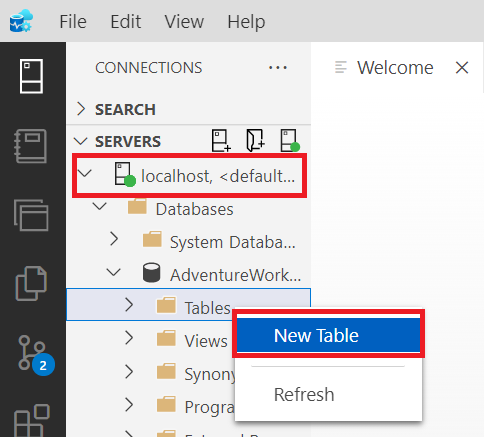 File Edit View Help
CONNECTIONS ...
Welcome
SEARCH
SERVERS
localhost, <default...
Databases
System Databa...
AdventureWork...
Tables
New Table
Views
Synony
Refresh
Progra
2